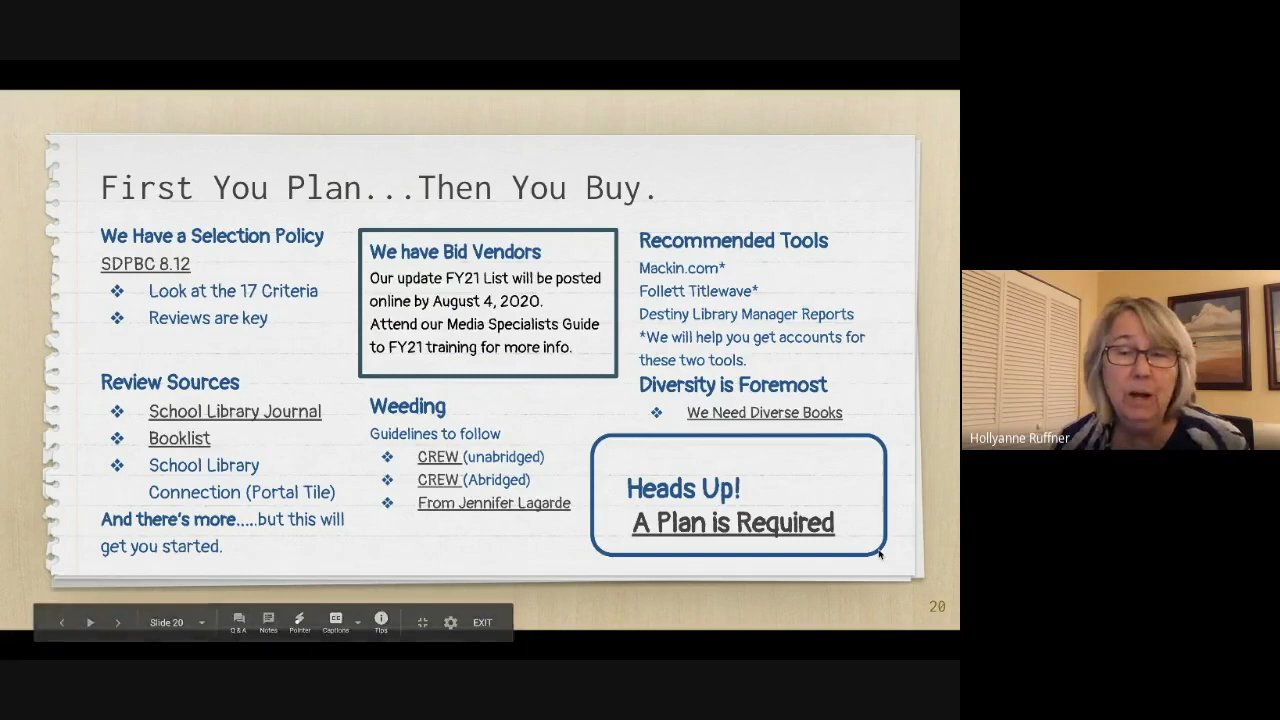 First You Plan...Then You Buy.
We Have a Selection Policy
SDPBC 8.12
❖ Look at the 17 Criteria
❖ Reviews are key
Review Sources
❖ School Library Journal
❖ Booklist
❖ School Library
Connection (Portal Tile)
And there's more.....but this will
get you started.
We have Bid Vendors
Our update FY21 List will be posted
online by August 4, 2020.
Attend our Media Specialists Guide
to FY21 training for more info.
Weeding
Guidelines to follow
❖ CREW (unabridged)
❖ CREW (Abridged)
❖ From Jennifer Lagarde
Recommended Tools
Mackin.com*
Follett Titlewave*
Destiny Library Manager Reports
*We will help you get accounts for
these two tools.
Diversity is Foremost
❖ We Need Diverse Books
Heads Up!
A Plan is Required
20
Slide 20
Q & A
Notes
Pointer
Captions
Tips
EXIT
Hollyanne Ruffner